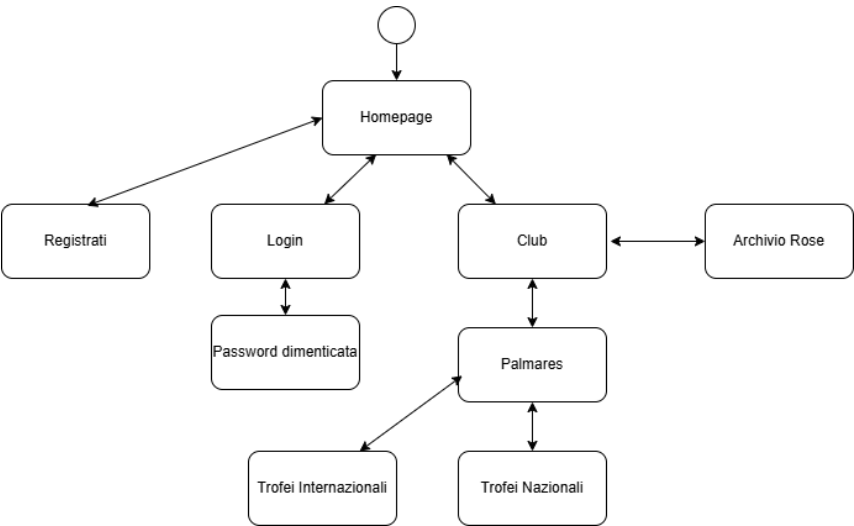 Homepage
Registrati
Login
Club
Archivio Rose
Password dimenticata
Palmares
Trofei Internazionali
Trofei Nazionali